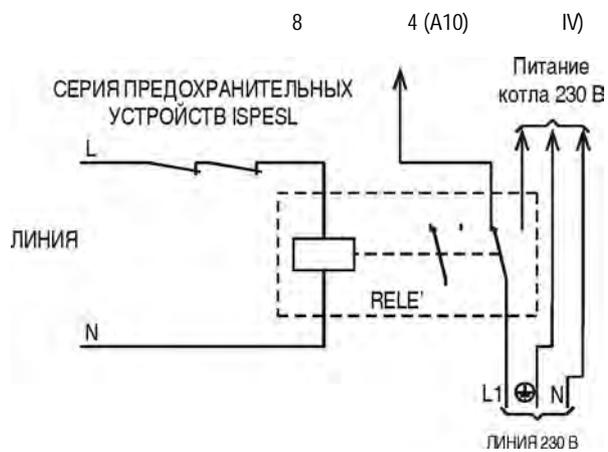 8 4 (A10) IV)
Питание
котла 230 В
СЕРИЯ ПРЕДОХРАНИТЕЛЬНЫХ
УСТРОЙСТВ ISPESL
L
ЛИНИЯ
RELE'
N
L1 N
ЛИНИЯ 230 В